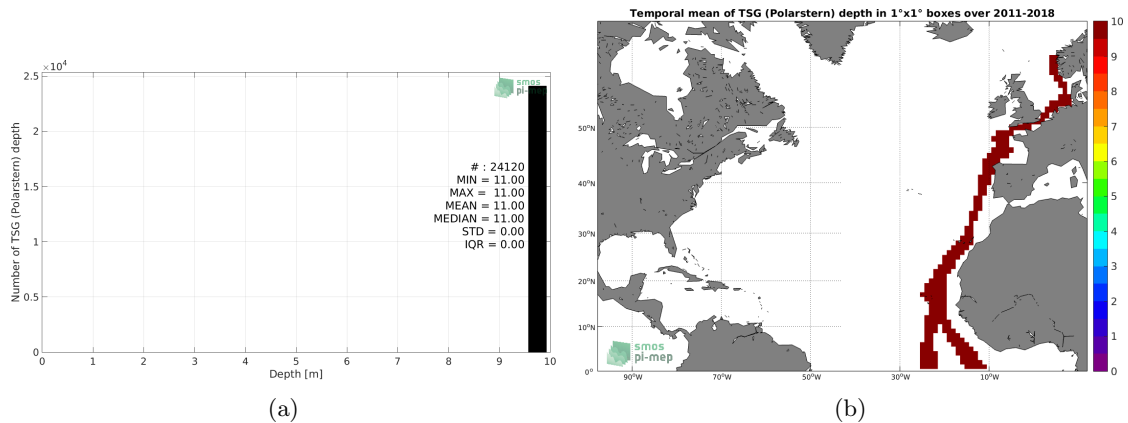 ×10⁴
2.5
2
1.5
1
0.5
0
Number of TSG (Polarstern) depth
smos
pi-mep
# : 24120
MIN = 11.00
MAX = 11.00
MEAN = 11.00
MEDIAN = 11.00
STD = 0.00
IQR = 0.00
0 1 2 3 4 5 6 7 8 9 10
Depth [m]
(a)
Temporal mean of TSG (Polarstern) depth in 1°x1° boxes over 2011-2018
50°N
40°N
30°N
20°N
10°N
0°
90°W 70°W 50°W 30°W 10°W
smos
pi-mep
10
9
8
7
6
5
4
3
2
1
0
(b)